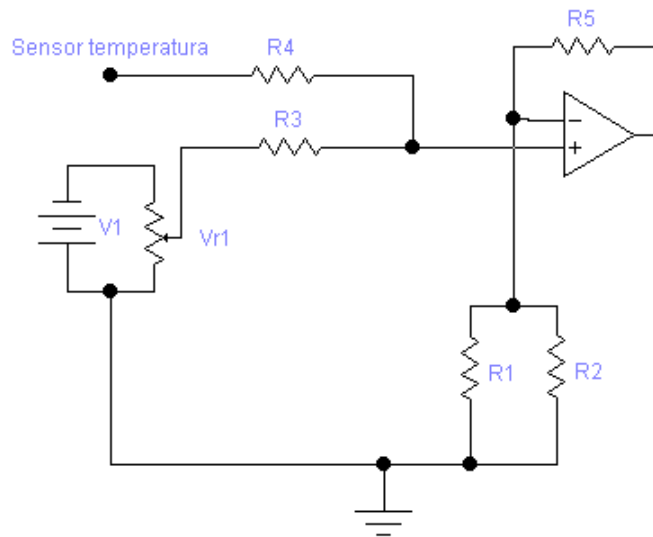 R5
Sensor temperatura
R4
R3
−
+
V1
Vr1
R1
R2